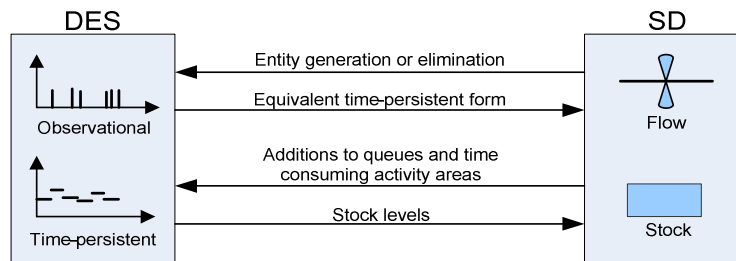 DES
SD
Entity generation or elimination
Equivalent time-persistent form
Observational
Flow
Additions to queues and time
consuming activity areas
Stock levels
Time-persistent
Stock